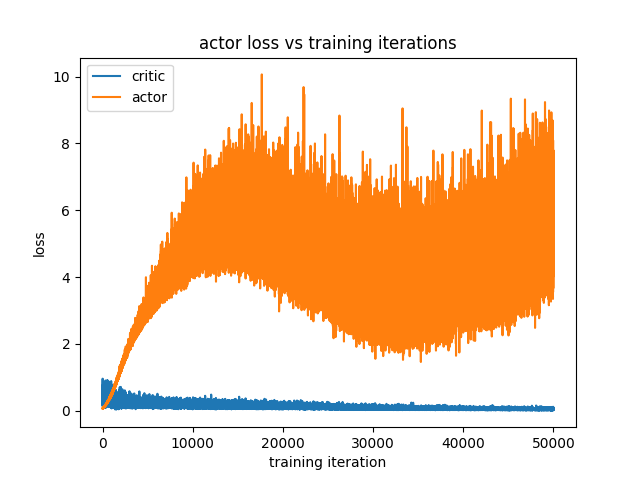 actor loss vs training iterations
critic
actor
10
8
6
4
2
0
loss
0 10000 20000 30000 40000 50000
training iteration